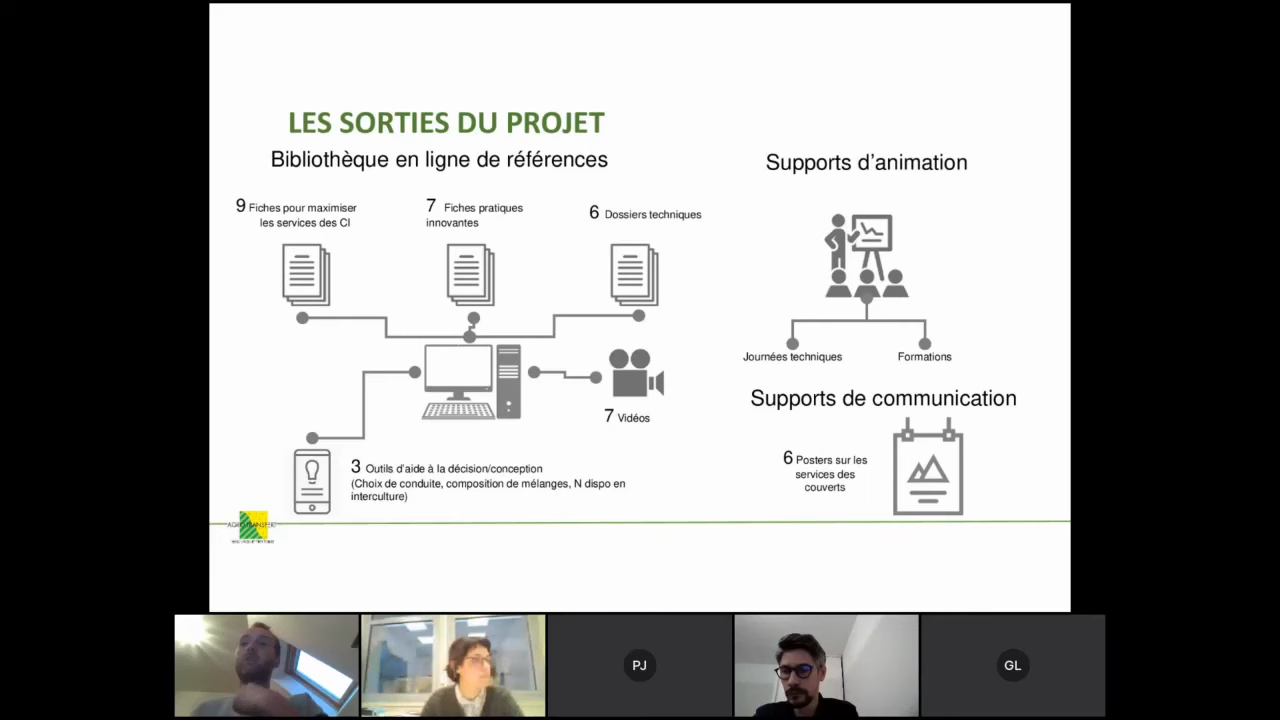 LES SORTIES DU PROJET
Bibliothèque en ligne de références
9 Fiches pour maximiser
les services des CI
7 Fiches pratiques
innovantes
6 Dossiers techniques
7 Vidéos
3 Outils d'aide à la décision/conception
(Choix de conduite, composition de mélanges, N dispo en
interculture)
Supports d'animation
Journées techniques
Formations
Supports de communication
6 Posters sur les
services des
couverts
PJ
GL